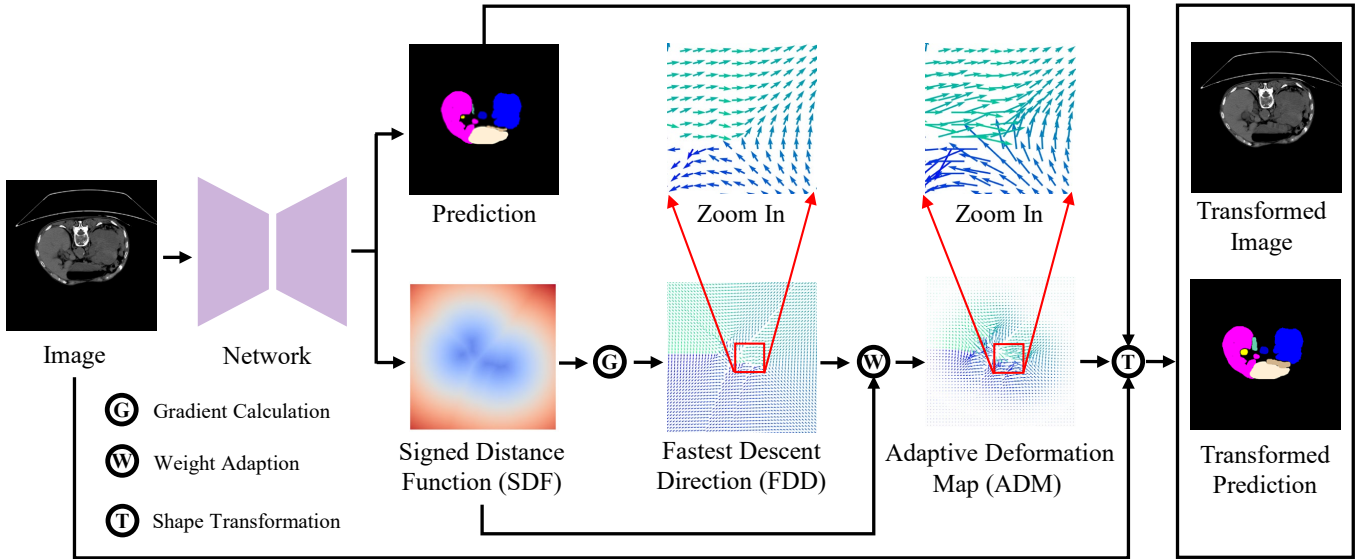 Prediction
Zoom In
Zoom In
Transformed
Image
Image
Network
G
W
T
G Gradient Calculation
W Weight Adaption
T Shape Transformation
Signed Distance
Function (SDF)
Fastest Descent
Direction (FDD)
Adaptive Deformation
Map (ADM)
Transformed
Prediction